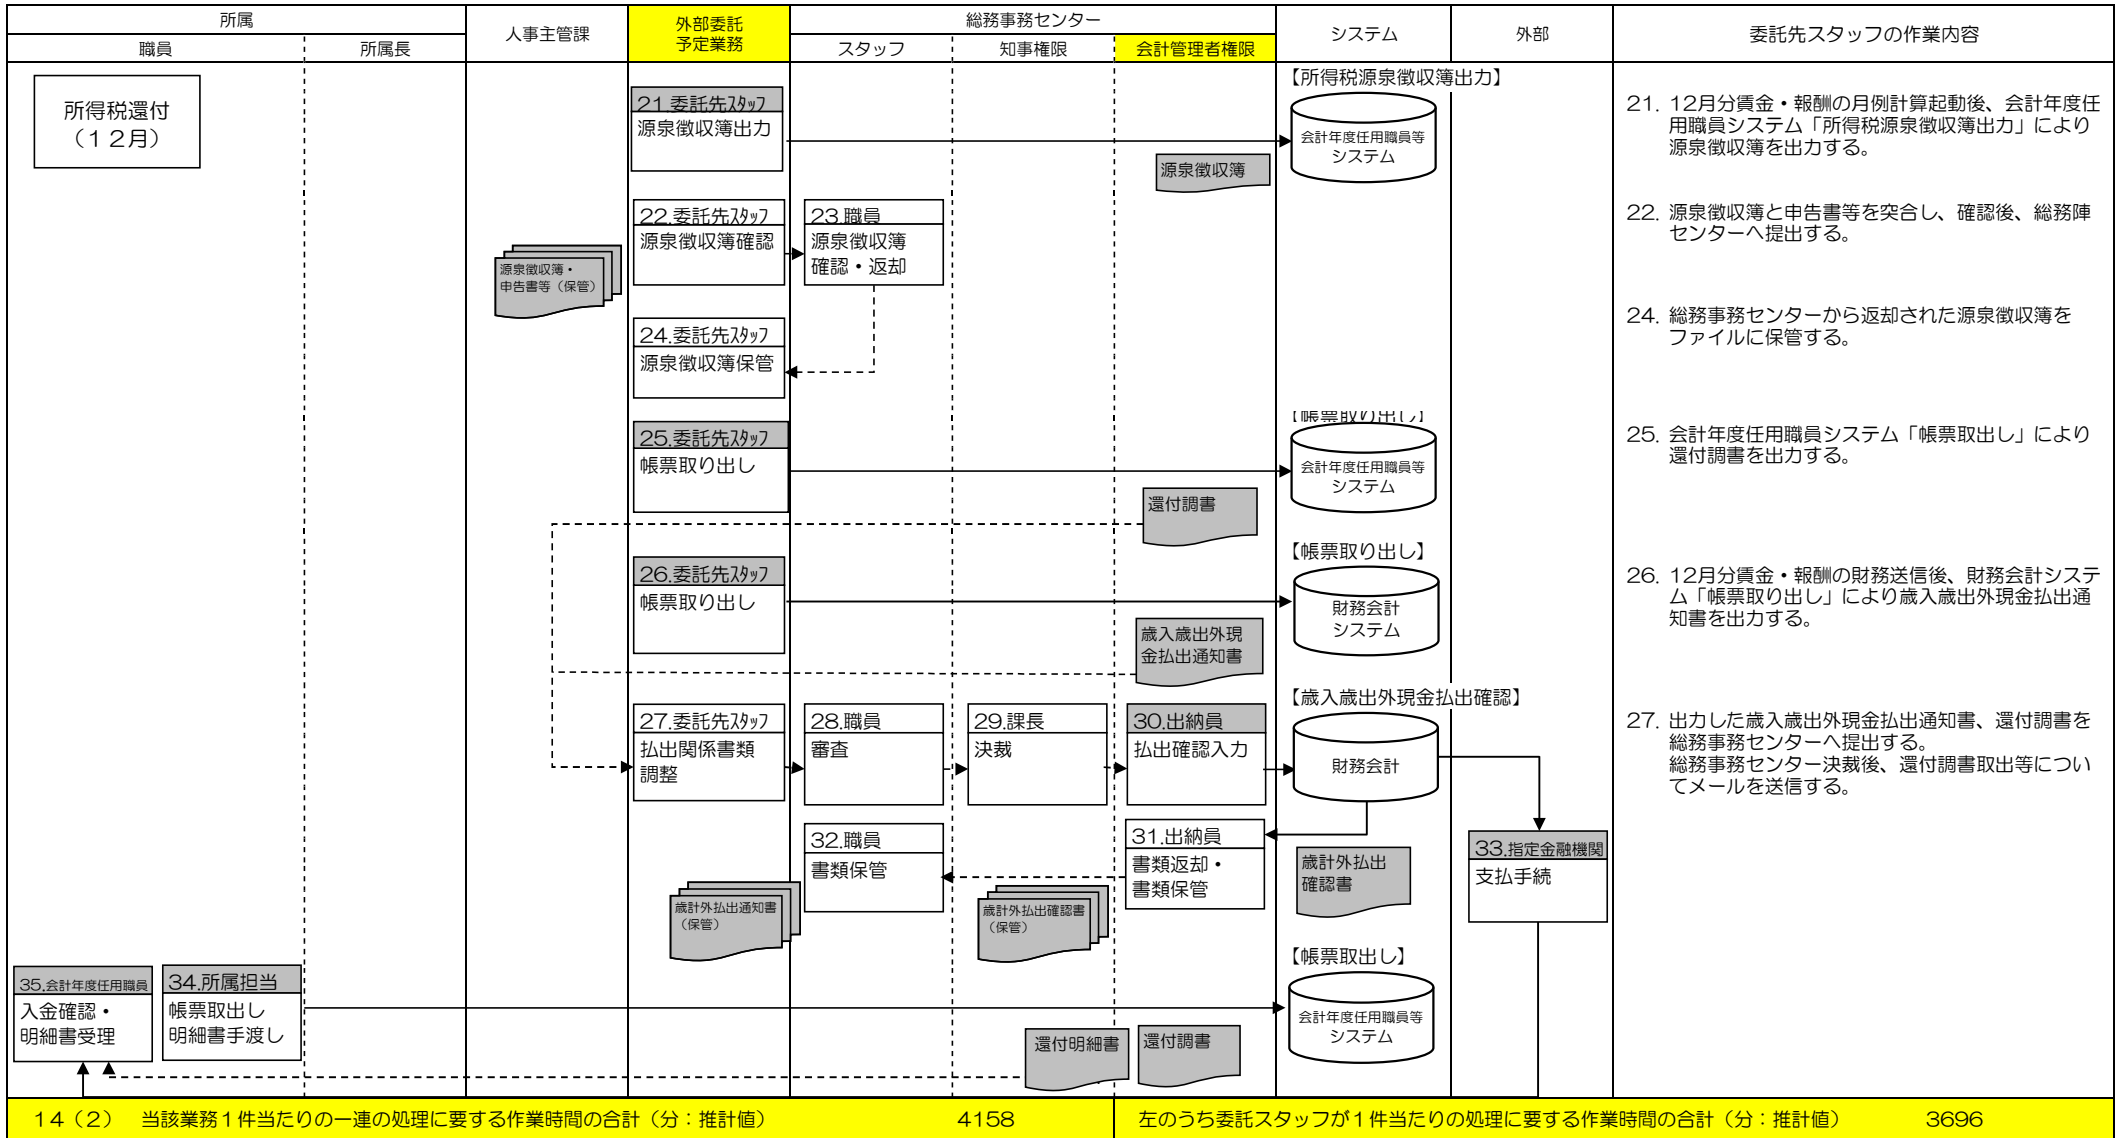 所属
人事主管課
外部委託
予定業務
総務事務センター
システム
外部
委託先スタッフの作業内容
職員
所属長
スタッフ
知事権限
会計管理者権限
所得税還付
（１２月）
21.委託先ｽﾀｯﾌ
源泉徴収簿出力
【所得税源泉徴収簿出力】
会計年度任用職員等
システム
源泉徴収簿
21. 12月分賃金・報酬の月例計算起動後、会計年度任
用職員システム「所得税源泉徴収簿出力」により
源泉徴収簿を出力する。
22.委託先ｽﾀｯﾌ
源泉徴収簿確認
23.職員
源泉徴収簿
確認・返却
源泉徴収簿・
申告書等（保管）
22. 源泉徴収簿と申告書等を突合し、確認後、総務陣
センターへ提出する。
24.委託先ｽﾀｯﾌ
源泉徴収簿保管
24. 総務事務センターから返却された源泉徴収簿を
ファイルに保管する。
25.委託先ｽﾀｯﾌ
帳票取り出し
【帳票取り出し】
会計年度任用職員等
システム
還付調書
25. 会計年度任用職員システム「帳票取出し」により
還付調書を出力する。
26.委託先ｽﾀｯﾌ
帳票取り出し
【帳票取り出し】
財務会計
システム
歳入歳出外現
金払出通知書
26. 12月分賃金・報酬の財務送信後、財務会計システ
ム「帳票取り出し」により歳入歳出外現金払出通
知書を出力する。
27.委託先ｽﾀｯﾌ
払出関係書類
調整
28.職員
審査
29.課長
決裁
30.出納員
払出確認入力
【歳入歳出外現金払出確認】
財務会計
27. 出力した歳入歳出外現金払出通知書、還付調書を
総務事務センターへ提出する。
総務事務センター決裁後、還付調書取出等につい
てメールを送信する。
32.職員
書類保管
31.出納員
書類返却・
書類保管
歳計外払出
確認書
33.指定金融機関
支払手続
歳計外払出通知書
（保管）
歳計外払出確認書
（保管）
35.会計年度任用職員
入金確認・
明細書受理
34.所属担当
帳票取出し
明細書手渡し
【帳票取出し】
会計年度任用職員等
システム
還付明細書
還付調書
１４（２）　当該業務１件当たりの一連の処理に要する作業時間の合計（分：推計値）　4158
左のうち委託スタッフが１件当たりの処理に要する作業時間の合計（分：推計値）　3696